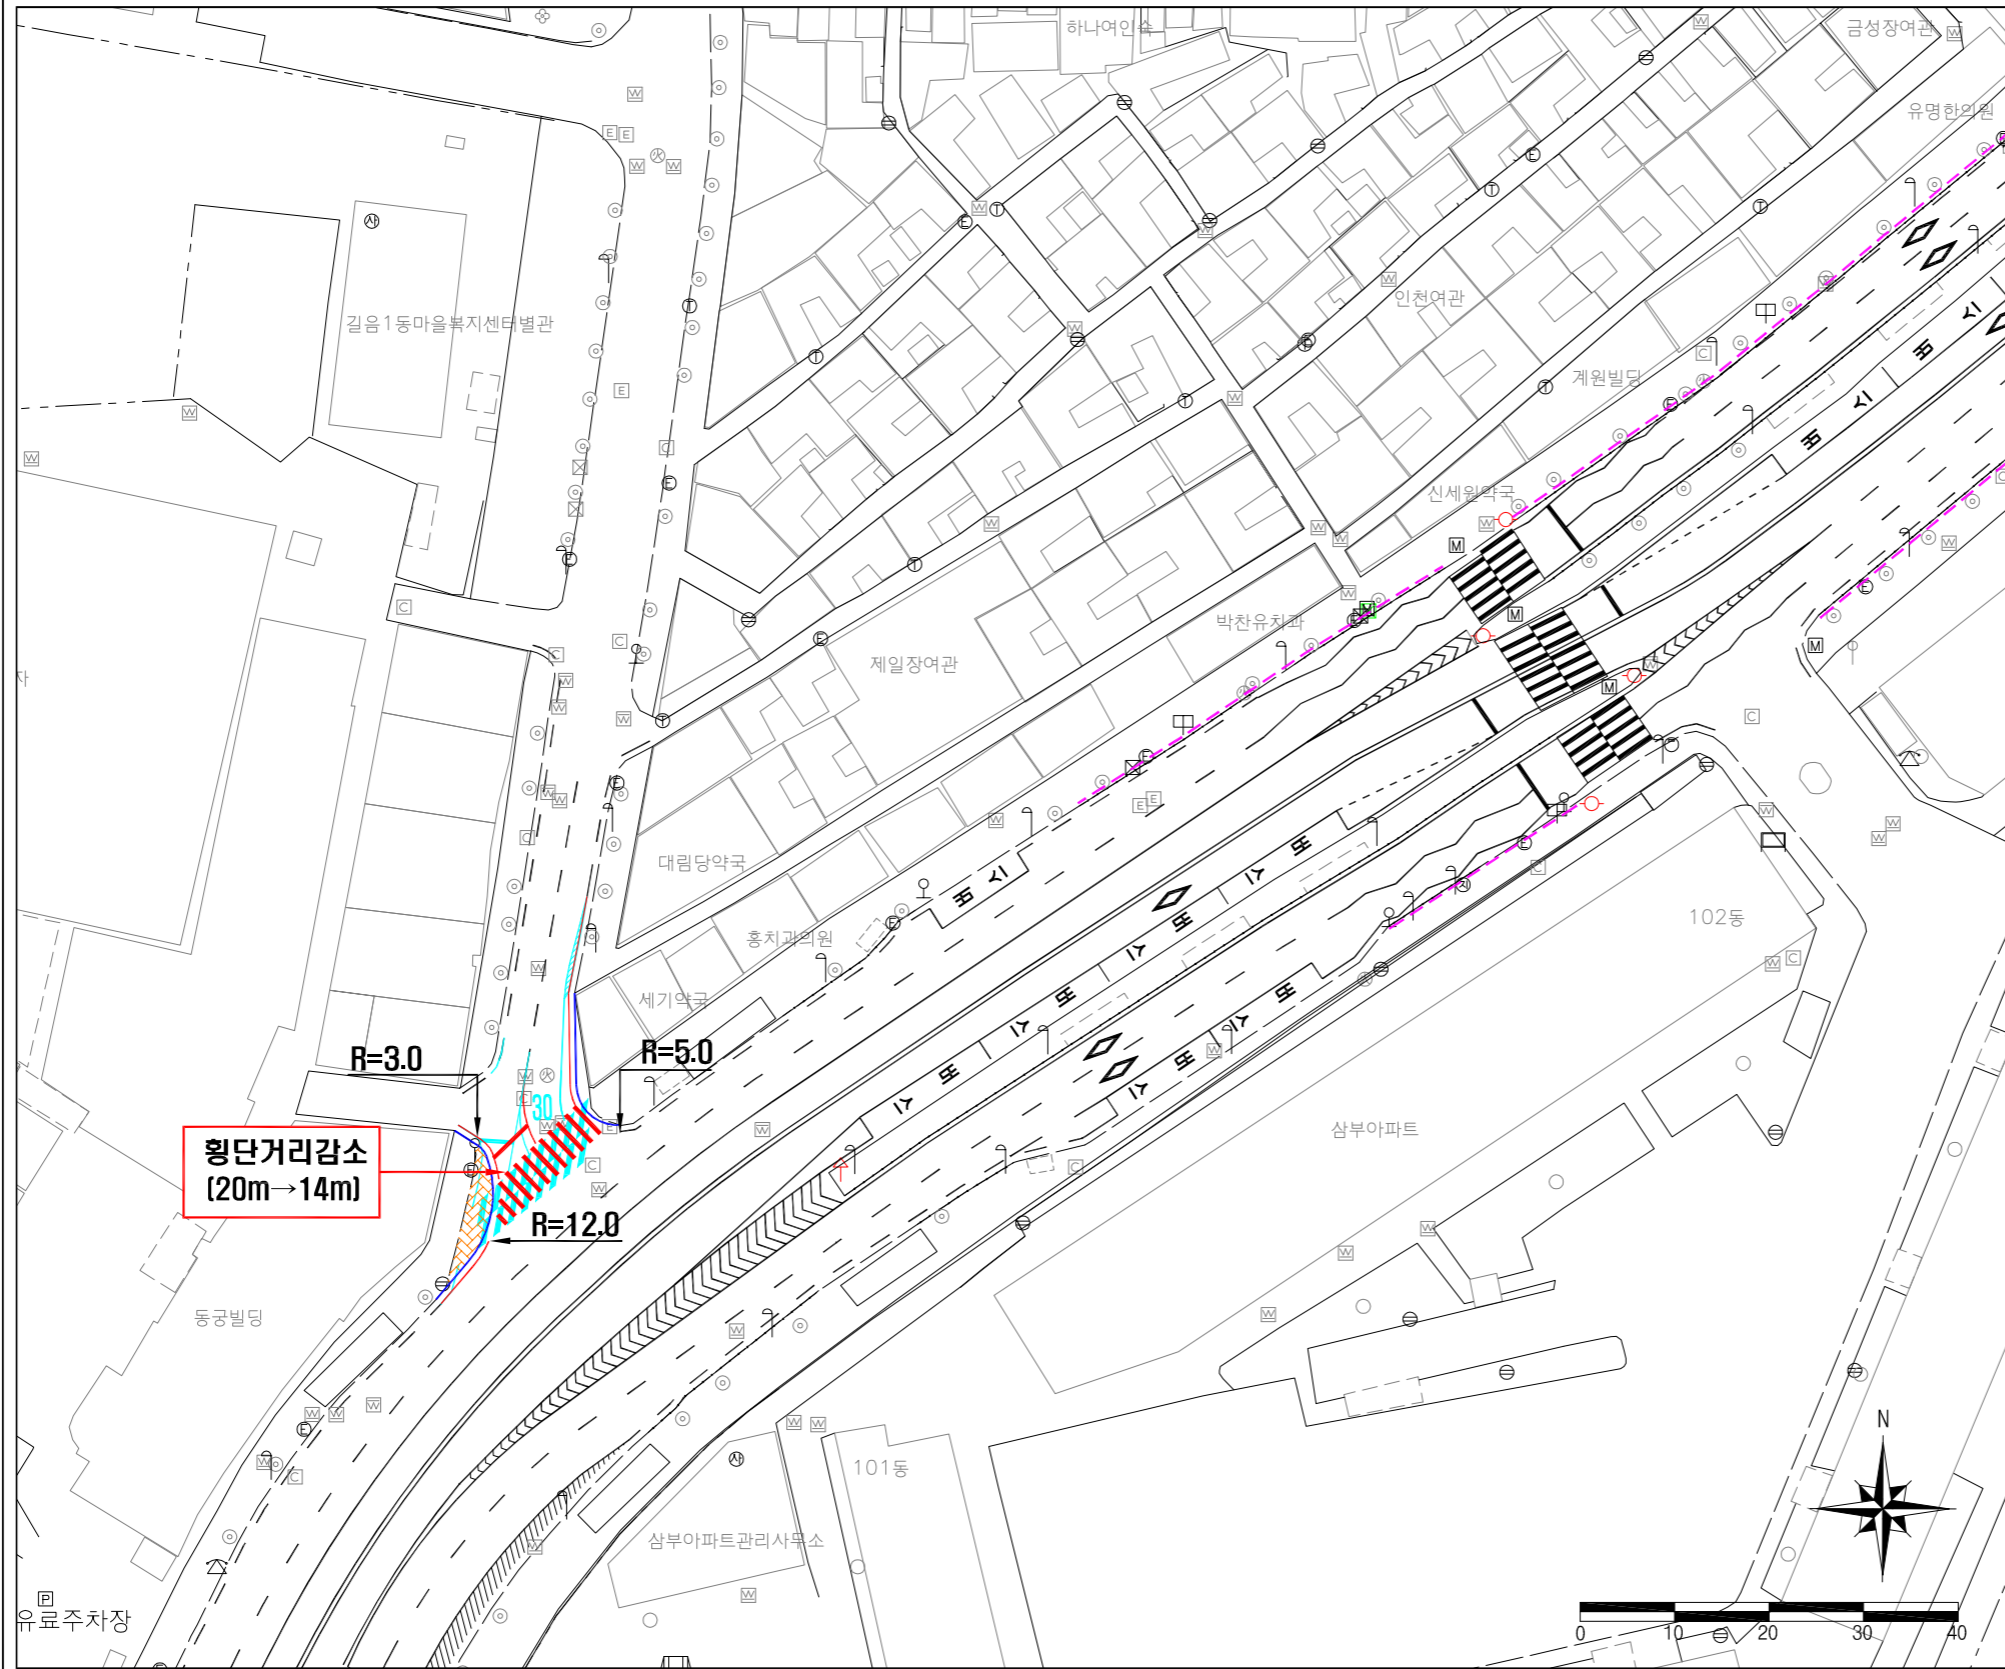 하나여인숙
금성장여관
유명한의원
길음1동마을복지센터별관
인천여관
계원빌딩
신세원약국
박찬유치과
제일장여관
자
대림당약국
홍치과의원
세기약국
102동
R=3.0
R=5.0
30
횡단거리감소
(20m→14m)
R=12.0
삼부아파트
동궁빌딩
101동
삼부아파트관리사무소
N
P
유료주차장
0 10 20 30 40